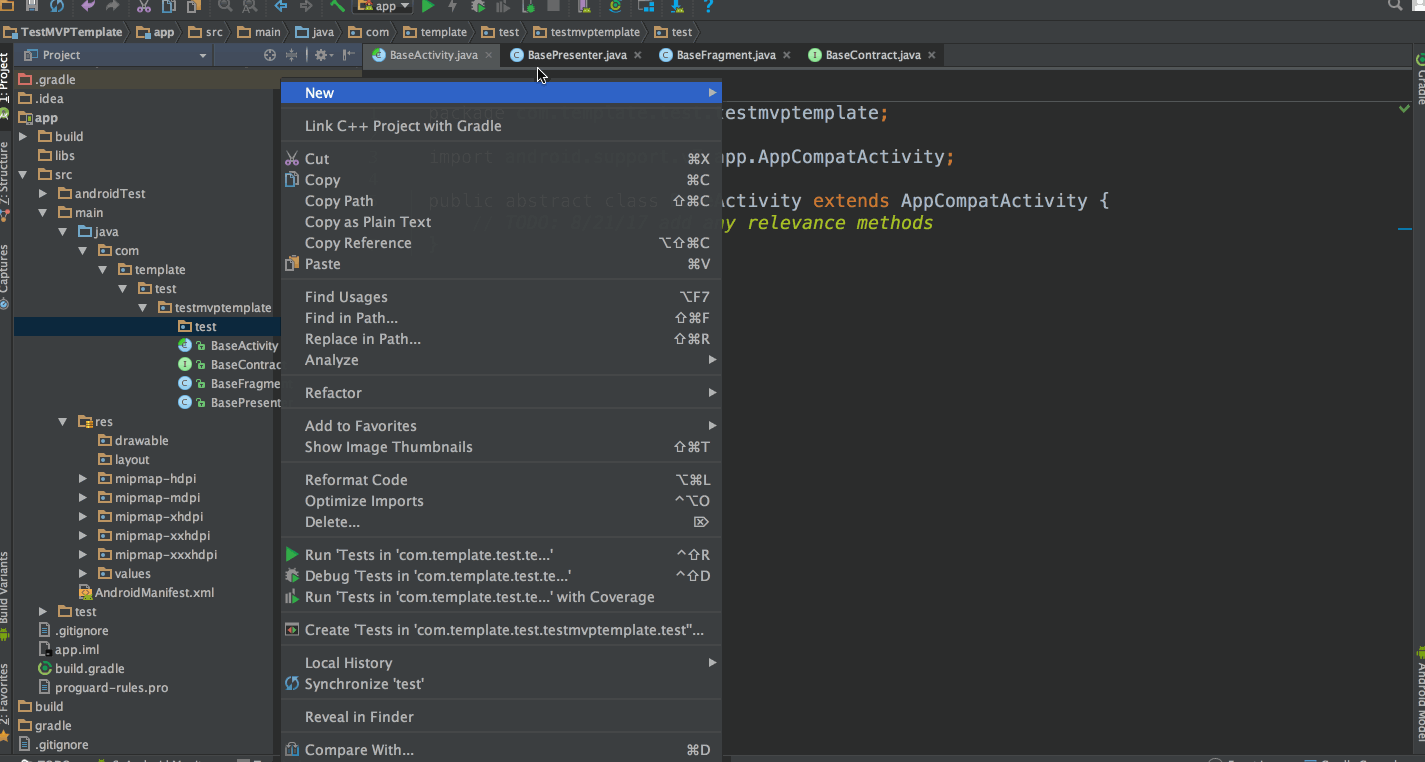 app
TestMVPTemplate app src main java com template test testmvptemplate test
Project
BaseActivity.java BasePresenter.java BaseFragment.java BaseContract.java
1: Project
Z: Structure
Captures
Build Variants
2: Favorites
.gradle
.idea
app
build
libs
src
androidTest
main
java
com
template
test
testmvptemplate
test
BaseActivity
BaseContrac
BaseFragme
BasePresent
res
drawable
layout
mipmap-hdpi
mipmap-mdpi
mipmap-xhdpi
mipmap-xxhdpi
mipmap-xxxhdpi
values
AndroidManifest.xml
test
.gitignore
app.iml
build.gradle
proguard-rules.pro
build
gradle
.gitignore
New
Link C++ Project with Gradle
Cut ⌘X
Copy ⌘C
Copy Path ⇧⌘C
Copy as Plain Text
Copy Reference ⌥⇧⌘C
Paste ⌘V
Find Usages ⌥F7
Find in Path... ⇧⌘F
Replace in Path... ⇧⌘R
Analyze
Refactor
Add to Favorites
Show Image Thumbnails ⇧⌘T
Reformat Code ⌥⌘L
Optimize Imports ^⌥O
Delete... ⌦
Run 'Tests in 'com.template.test.te...' ^⇧R
Debug 'Tests in 'com.template.test.te...' ^⇧D
Run 'Tests in 'com.template.test.te...' with Coverage
Create 'Tests in 'com.template.test.testmvptemplate.test''...
Local History
Synchronize 'test'
Reveal in Finder
Compare With... ⌘D
package estmvptemplate;
import app.AppCompatActivity;
public abstract class Activity extends AppCompatActivity {
ny relevance methods
Gradle
Android Model